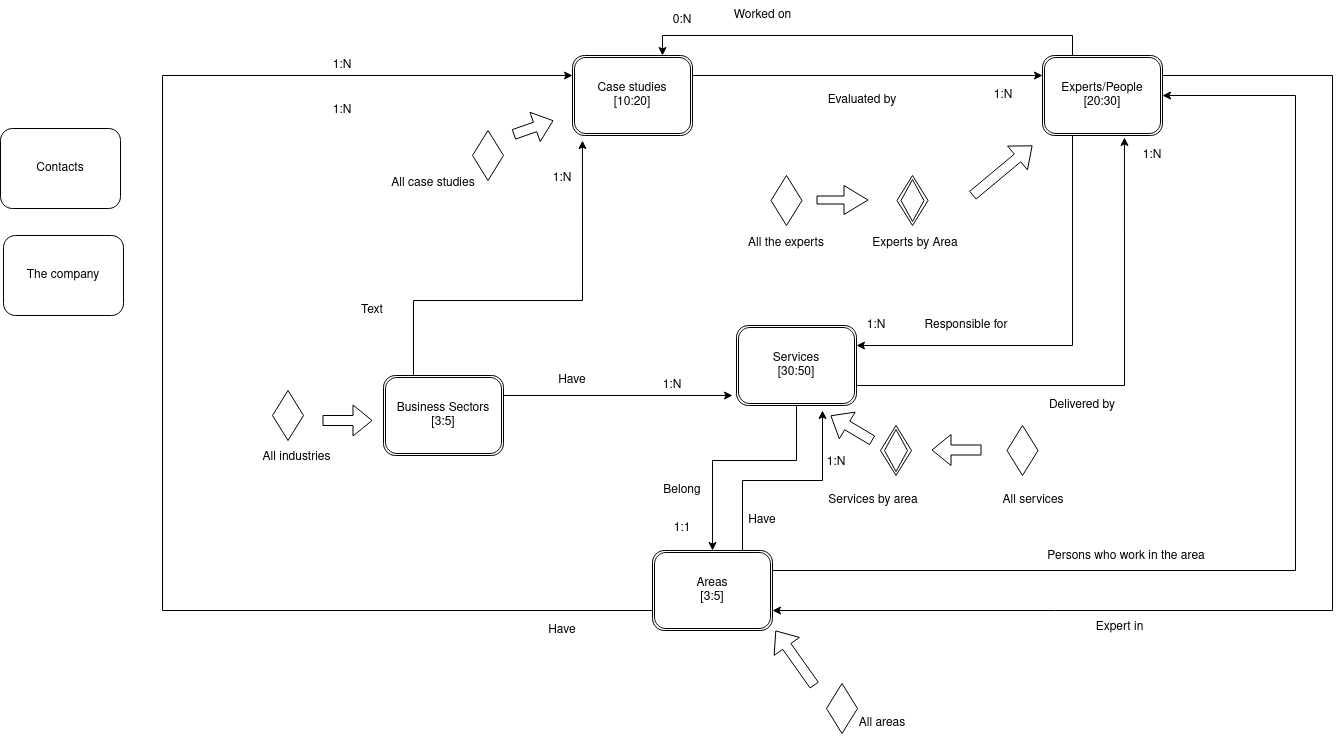 Worked on
0:N
1:N
1:N
Case studies
[10:20]
Evaluated by
1:N
Experts/People
[20:30]
Contacts
All case studies
1:N
1:N
All the experts
Experts by Area
The company
Text
1:N
Responsible for
Services
[30:50]
Have
1:N
Delivered by
Business Sectors
[3:5]
All industries
1:N
Belong
Services by area
All services
1:1
Have
Persons who work in the area
Areas
[3:5]
Have
Expert in
All areas